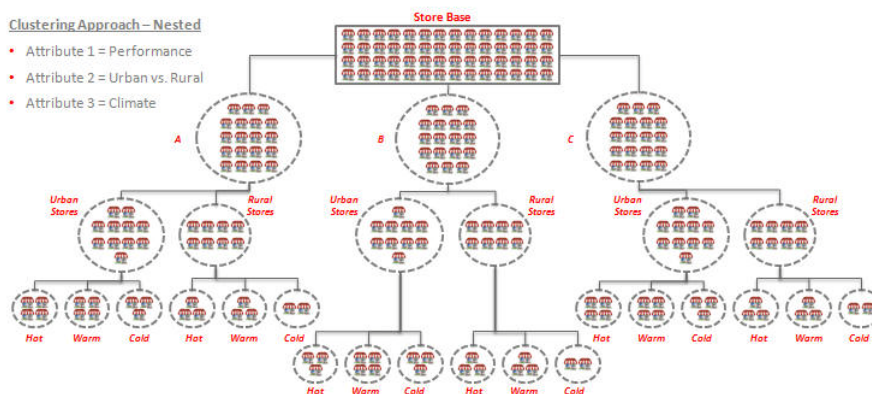 Clustering Approach – Nested
• Attribute 1 = Performance
• Attribute 2 = Urban vs. Rural
• Attribute 3 = Climate
Store Base
A
B
C
Urban
Stores
Rural
Stores
Urban
Stores
Rural
Stores
Urban
Stores
Rural
Stores
Hot
Warm
Cold
Hot
Warm
Cold
Hot
Warm
Cold
Hot
Warm
Cold
Hot
Warm
Cold
Hot
Warm
Cold